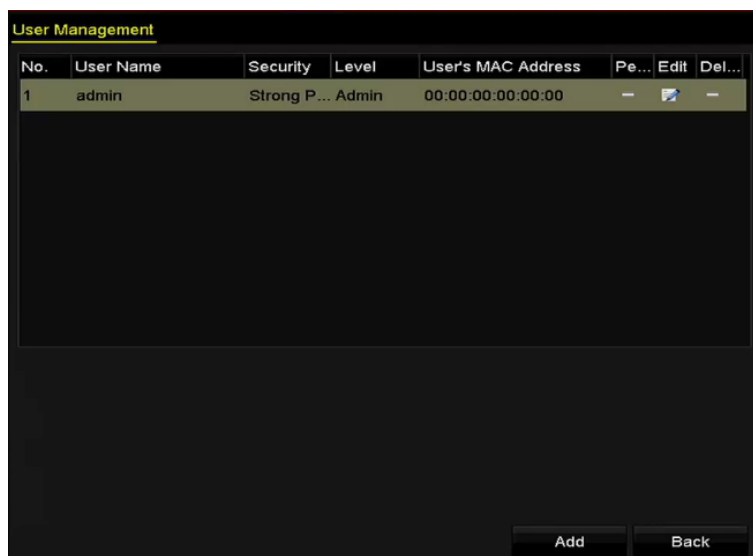 User Management
No. User Name Security Level User's MAC Address Pe... Edit Del...
1 admin Strong P... Admin 00:00:00:00:00:00 – –
Add Back